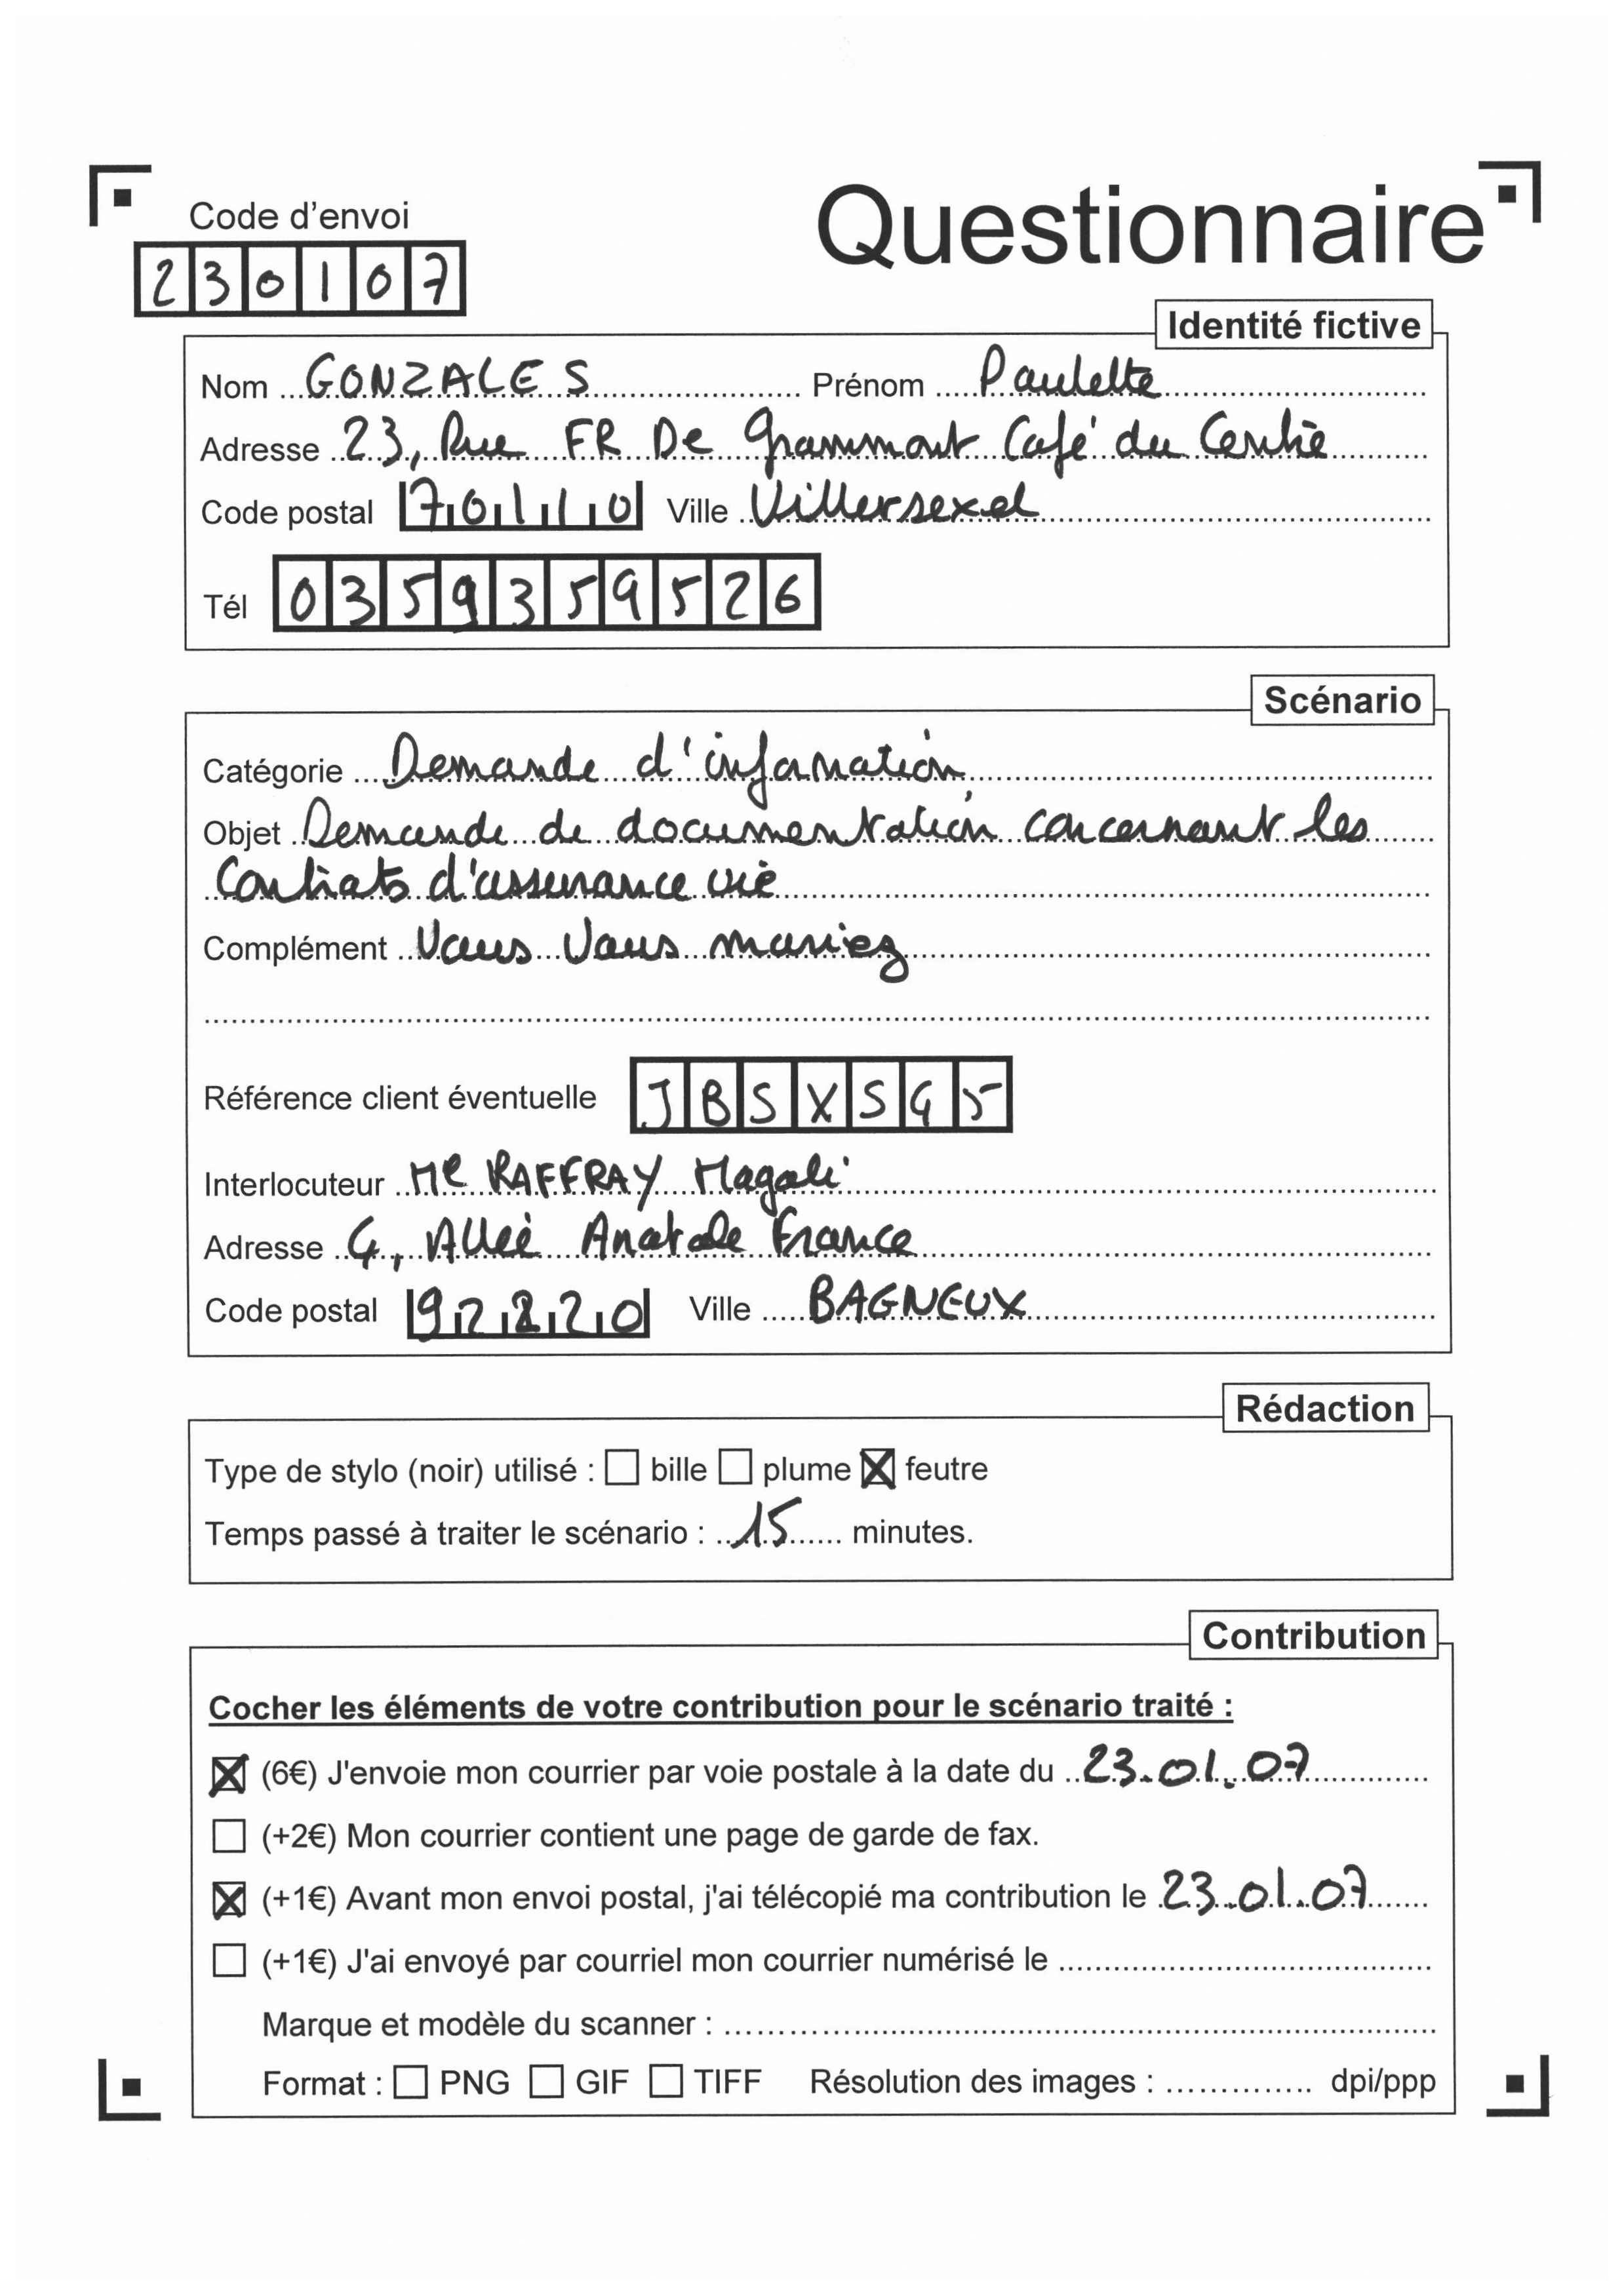 Code d'envoi
Questionnaire
230107
Identité fictive
Nom GONZALES Prénom Paulette
Adresse 23, Rue FR De Grammont Café du Centre
Code postal 70110 Ville Villersexel
Tél 0359359526
Scénario
Catégorie Demande d'information
Objet Demande de documentation concernant les
Contrats d'assurance vie
Complément Vous Vous mariez
Référence client éventuelle JBSXSG5
Interlocuteur Me RAFFRAY Magali
Adresse 4, Allée Anatole France
Code postal 92220 Ville BAGNEUX
Rédaction
Type de stylo (noir) utilisé : bille plume feutre
Temps passé à traiter le scénario : 15 minutes.
Contribution
Cocher les éléments de votre contribution pour le scénario traité :
(6€) J'envoie mon courrier par voie postale à la date du 23.01.07
(+2€) Mon courrier contient une page de garde de fax.
(+1€) Avant mon envoi postal, j'ai télécopié ma contribution le 23.01.07
(+1€) J'ai envoyé par courriel mon courrier numérisé le
Marque et modèle du scanner :
Format : PNG GIF TIFF Résolution des images : dpi/ppp